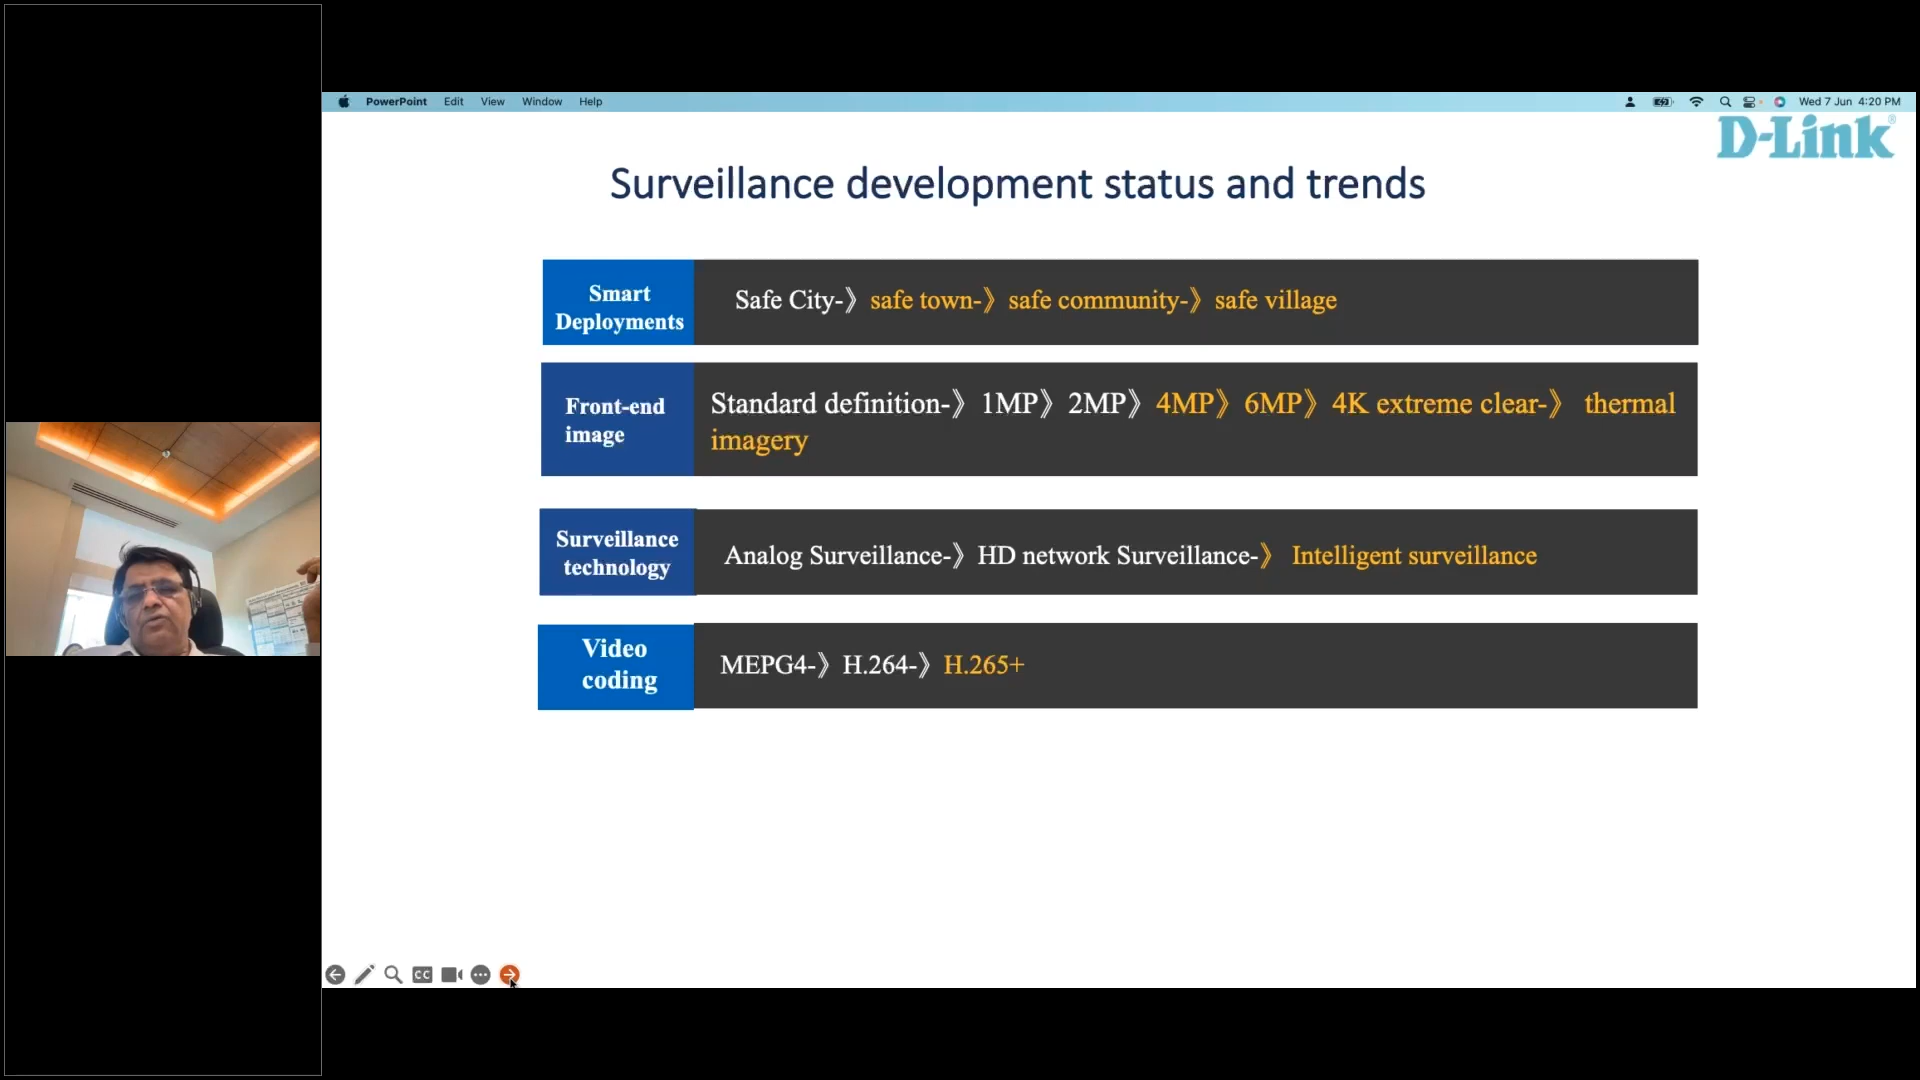 PowerPoint Edit View Window Help
Wed 7 Jun 4:20 PM
D-Link®
Surveillance development status and trends
Smart
Deployments
Safe City-》safe town-》safe community-》safe village
Front-end
image
Standard definition-》1MP》2MP》4MP》6MP》4K extreme clear-》 thermal
imagery
Surveillance
technology
Analog Surveillance-》HD network Surveillance-》 Intelligent surveillance
Video
coding
MEPG4-》H.264-》H.265+
CC